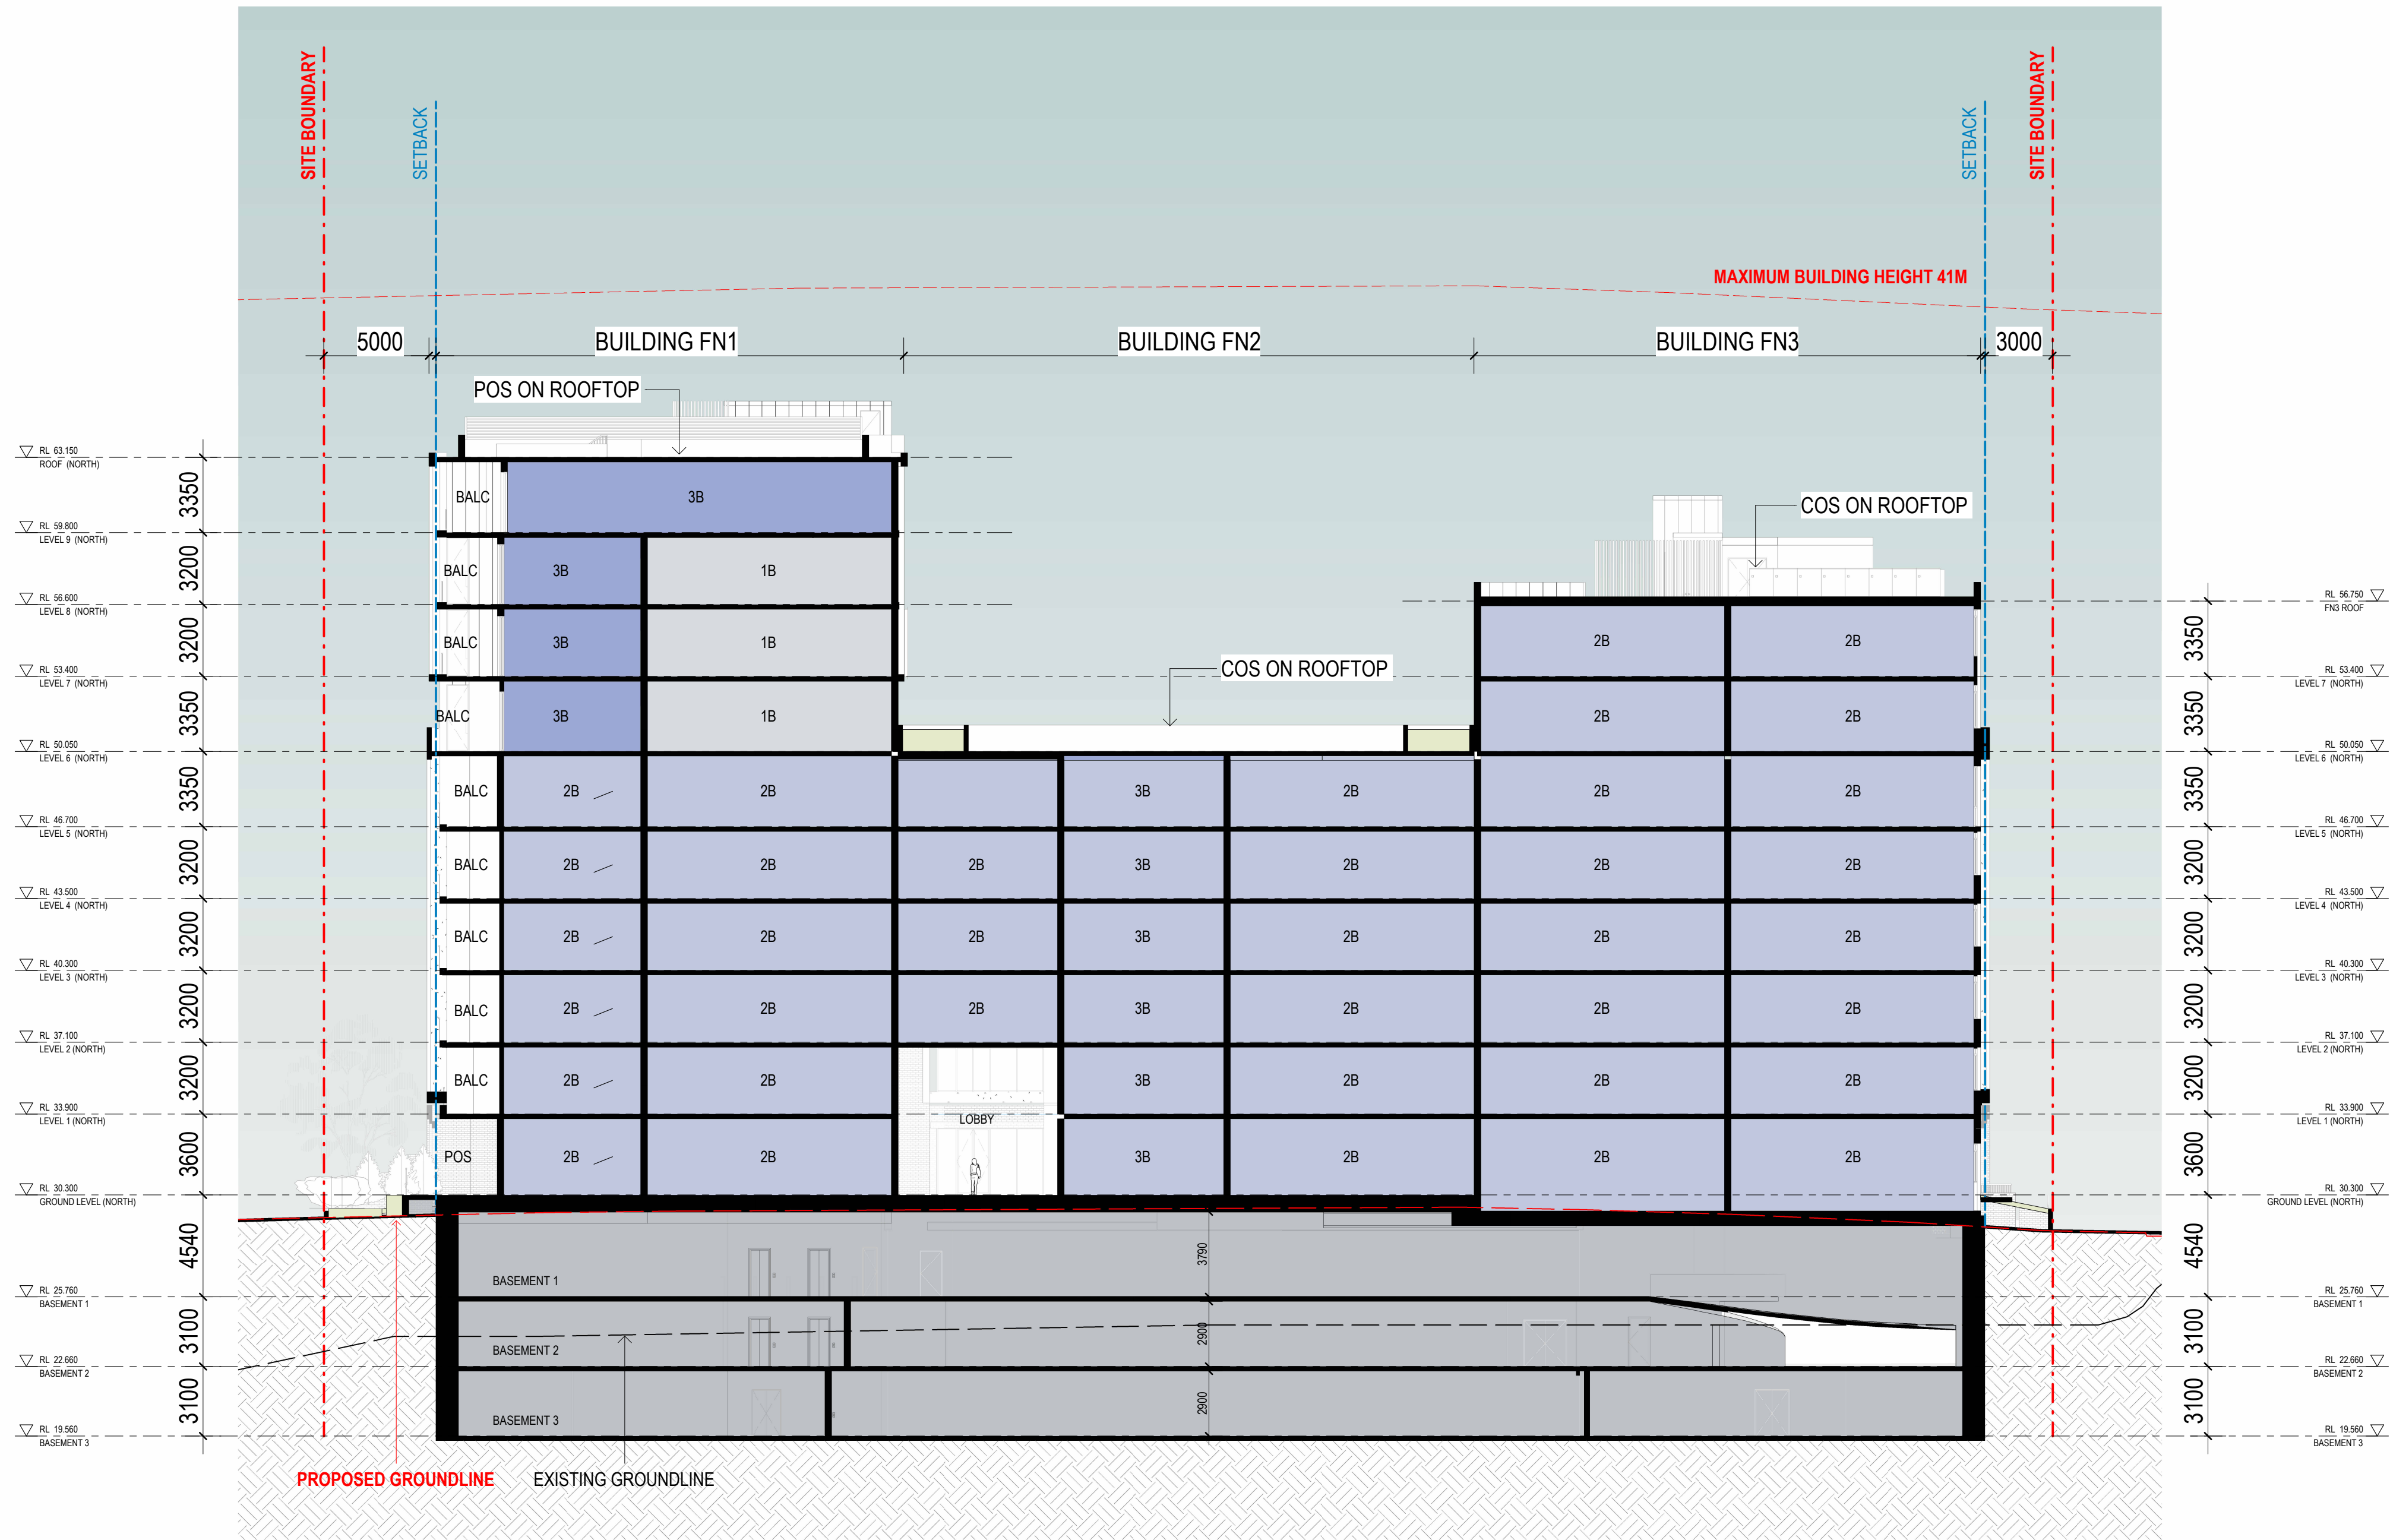 SITE BOUNDARY
SETBACK
SETBACK
SITE BOUNDARY
MAXIMUM BUILDING HEIGHT 41M
5000
BUILDING FN1
BUILDING FN2
BUILDING FN3
3000
POS ON ROOFTOP
COS ON ROOFTOP
COS ON ROOFTOP
RL 63.150
ROOF (NORTH)
3350
BALC
3B
RL 59.800
LEVEL 9 (NORTH)
3200
BALC
3B
1B
RL 56.600
LEVEL 8 (NORTH)
RL 56.750
FN3 ROOF
3200
BALC
3B
1B
2B
2B
3350
RL 53.400
LEVEL 7 (NORTH)
RL 53.400
LEVEL 7 (NORTH)
3350
BALC
3B
1B
2B
2B
3350
RL 50.050
LEVEL 6 (NORTH)
RL 50.050
LEVEL 6 (NORTH)
3350
BALC
2B
2B
3B
2B
2B
2B
3350
RL 46.700
LEVEL 5 (NORTH)
RL 46.700
LEVEL 5 (NORTH)
3200
BALC
2B
2B
2B
3B
2B
2B
2B
3200
RL 43.500
LEVEL 4 (NORTH)
RL 43.500
LEVEL 4 (NORTH)
3200
BALC
2B
2B
2B
3B
2B
2B
2B
3200
RL 40.300
LEVEL 3 (NORTH)
RL 40.300
LEVEL 3 (NORTH)
3200
BALC
2B
2B
2B
3B
2B
2B
2B
3200
RL 37.100
LEVEL 2 (NORTH)
RL 37.100
LEVEL 2 (NORTH)
3200
BALC
2B
2B
3B
2B
2B
2B
3200
RL 33.900
LEVEL 1 (NORTH)
LOBBY
RL 33.900
LEVEL 1 (NORTH)
3600
POS
2B
2B
3B
2B
2B
2B
3600
RL 30.300
GROUND LEVEL (NORTH)
RL 30.300
GROUND LEVEL (NORTH)
4540
BASEMENT 1
3790
4540
RL 25.760
BASEMENT 1
RL 25.760
BASEMENT 1
3100
BASEMENT 2
2900
3100
RL 22.660
BASEMENT 2
RL 22.660
BASEMENT 2
3100
BASEMENT 3
2900
3100
RL 19.560
BASEMENT 3
RL 19.560
BASEMENT 3
PROPOSED GROUNDLINE
EXISTING GROUNDLINE